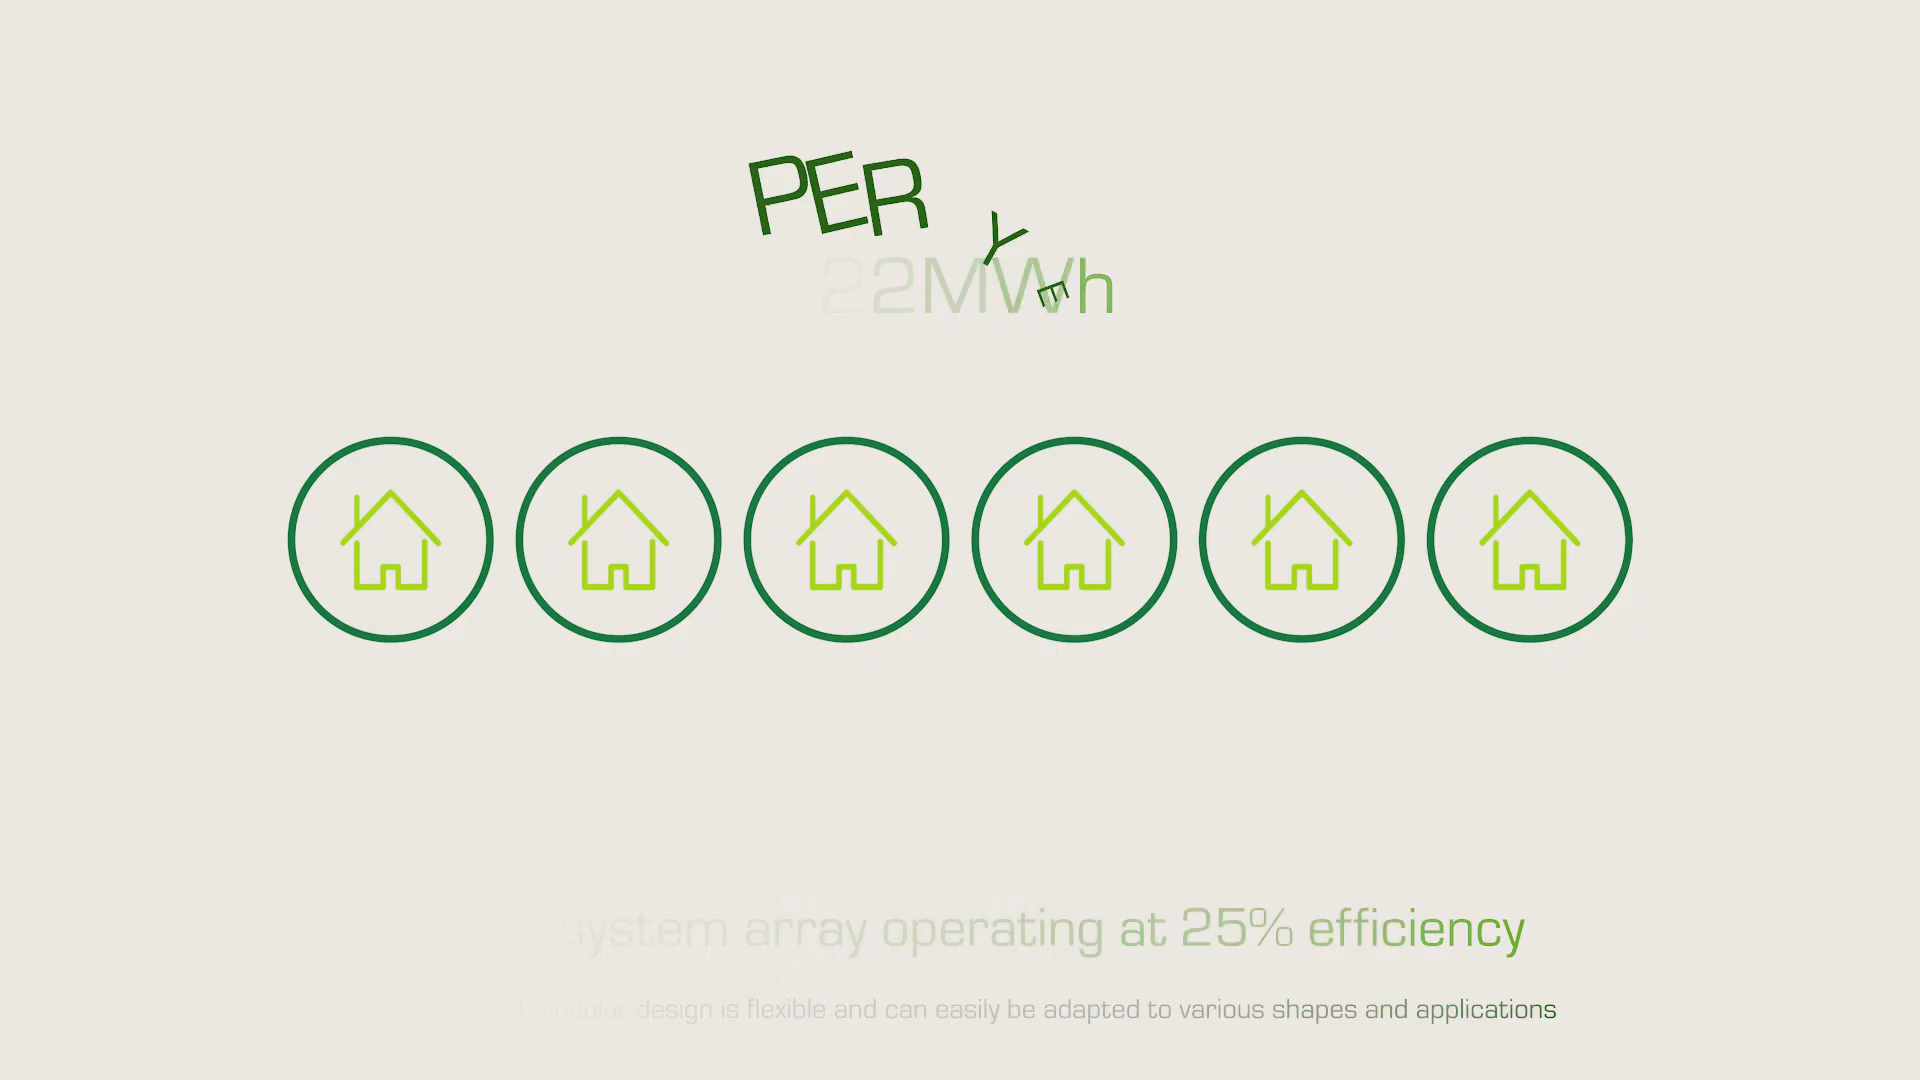 PER YE
22MWh
V system array operating at 25% efficiency
modular design is flexible and can easily be adapted to various shapes and applications